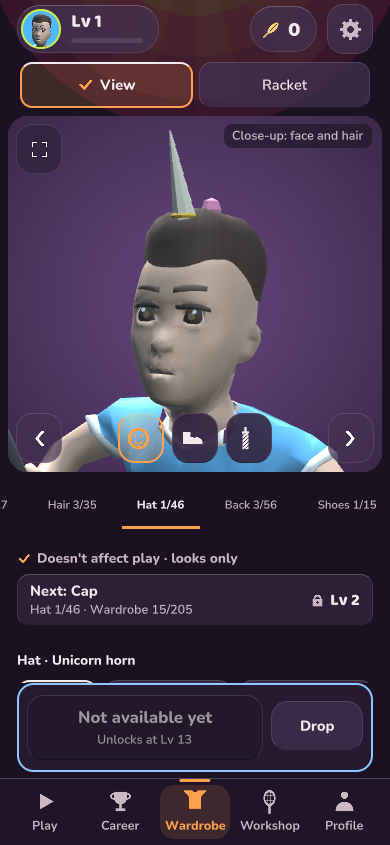 Lv 1
0
View
Racket
Close-up: face and hair
7
Hair 3/35
Hat 1/46
Back 3/56
Shoes 1/15
Doesn't affect play · looks only
Next: Cap
Hat 1/46 · Wardrobe 15/205
Lv 2
Hat · Unicorn horn
Not available yet
Unlocks at Lv 13
Drop
Play
Career
Wardrobe
Workshop
Profile